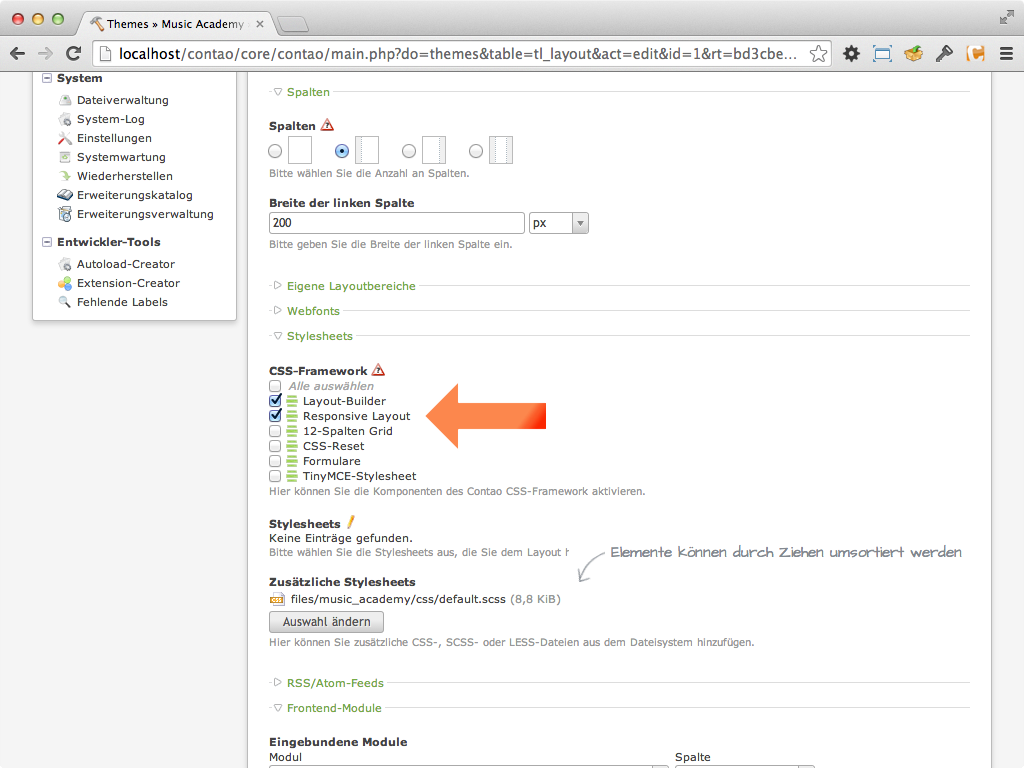 Themes » Music Academy
localhost/contao/core/contao/main.php?do=themes&table=tl_layout&act=edit&id=1&rt=bd3cbe...
System
Dateiverwaltung
System-Log
Einstellungen
Systemwartung
Wiederherstellen
Erweiterungskatalog
Erweiterungsverwaltung
Entwickler-Tools
Autoload-Creator
Extension-Creator
Fehlende Labels
Spalten
Spalten
Bitte wählen Sie die Anzahl an Spalten.
Breite der linken Spalte
200 px
Bitte geben Sie die Breite der linken Spalte ein.
Eigene Layoutbereiche
Webfonts
Stylesheets
CSS-Framework
Alle auswählen
Layout-Builder
Responsive Layout
12-Spalten Grid
CSS-Reset
Formulare
TinyMCE-Stylesheet
Hier können Sie die Komponenten des Contao CSS-Framework aktivieren.
Stylesheets
Keine Einträge gefunden.
Bitte wählen Sie die Stylesheets aus, die Sie dem Layout
Elemente können durch Ziehen umsortiert werden
Zusätzliche Stylesheets
files/music_academy/css/default.scss (8,8 KiB)
Auswahl ändern
Hier können Sie zusätzliche CSS-, SCSS- oder LESS-Dateien aus dem Dateisystem hinzufügen.
RSS/Atom-Feeds
Frontend-Module
Eingebundene Module
Modul Spalte